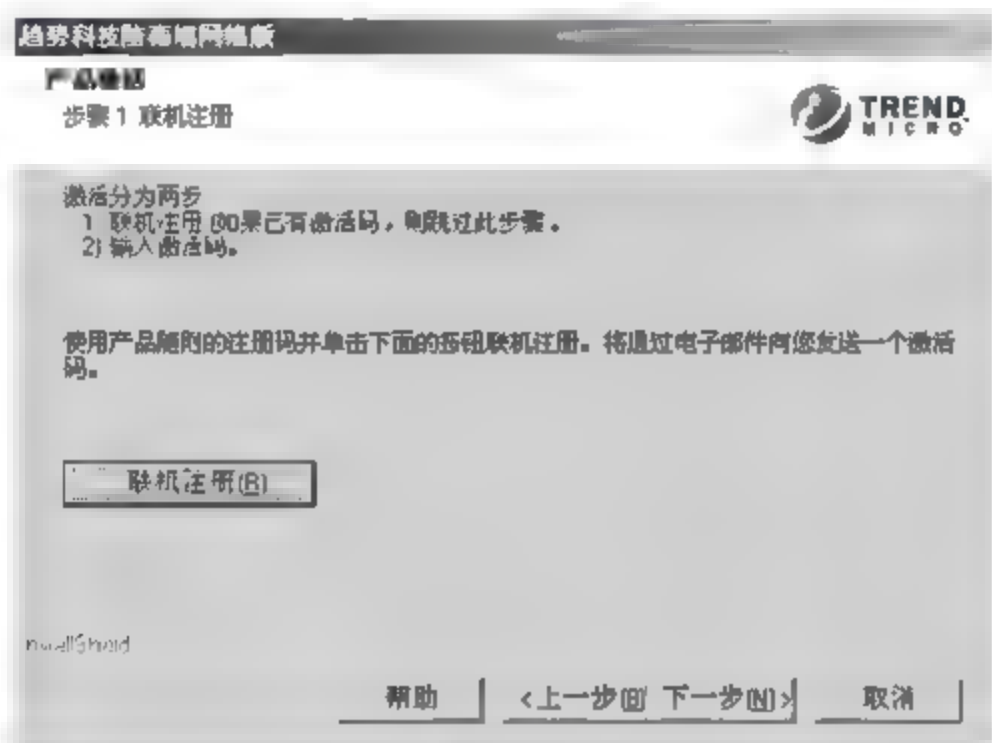 趋势科技防毒墙网络版
产品激活
步骤 1 联机注册
TREND
MICRO
激活分为两步
1 联机注册 (如果已有激活码，则跳过此步骤。
2) 输入激活码。
使用产品随附的注册码并单击下面的按钮联机注册。将通过电子邮件向您发送一个激活
码。
联机注册(R)
InstallShield
帮助 <上一步(B) 下一步(N)> 取消